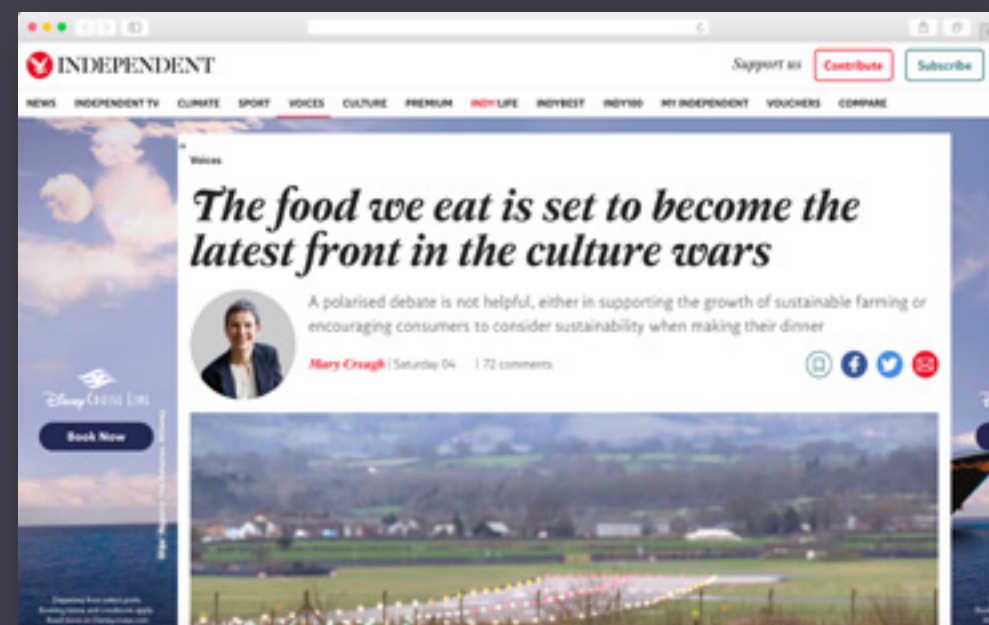 INDEPENDENT
Support us
Contribute
Subscribe
NEWS INDEPENDENT TV CLIMATE SPORT VOICES CULTURE PREMIUM INDY/LIFE INDYBEST INDY100 MY INDEPENDENT VOUCHERS COMPARE
Voices
The food we eat is set to become the
latest front in the culture wars
A polarised debate is not helpful, either in supporting the growth of sustainable farming or
encouraging consumers to consider sustainability when making their dinner
Mary Creagh | Saturday 04 | 72 comments
Disney CRUISE LINE
Book Now